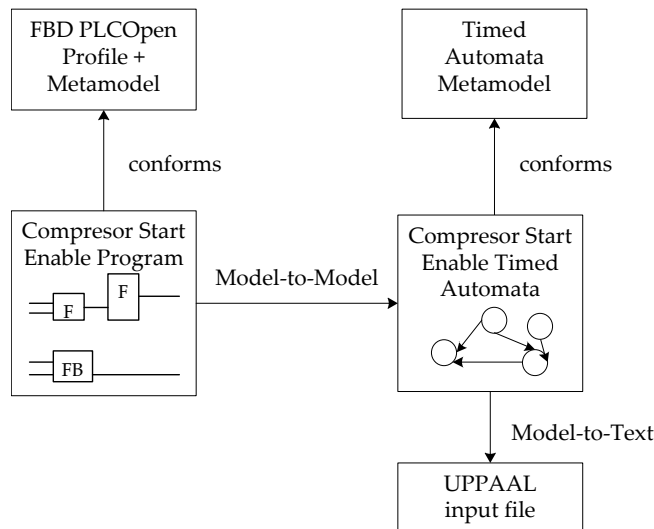 FBD PLCOpen
Profile +
Metamodel
Timed
Automata
Metamodel
conforms
conforms
Compresor Start
Enable Program
F
F
FB
Model-to-Model
Compresor Start
Enable Timed
Automata
Model-to-Text
UPPAAL
input file